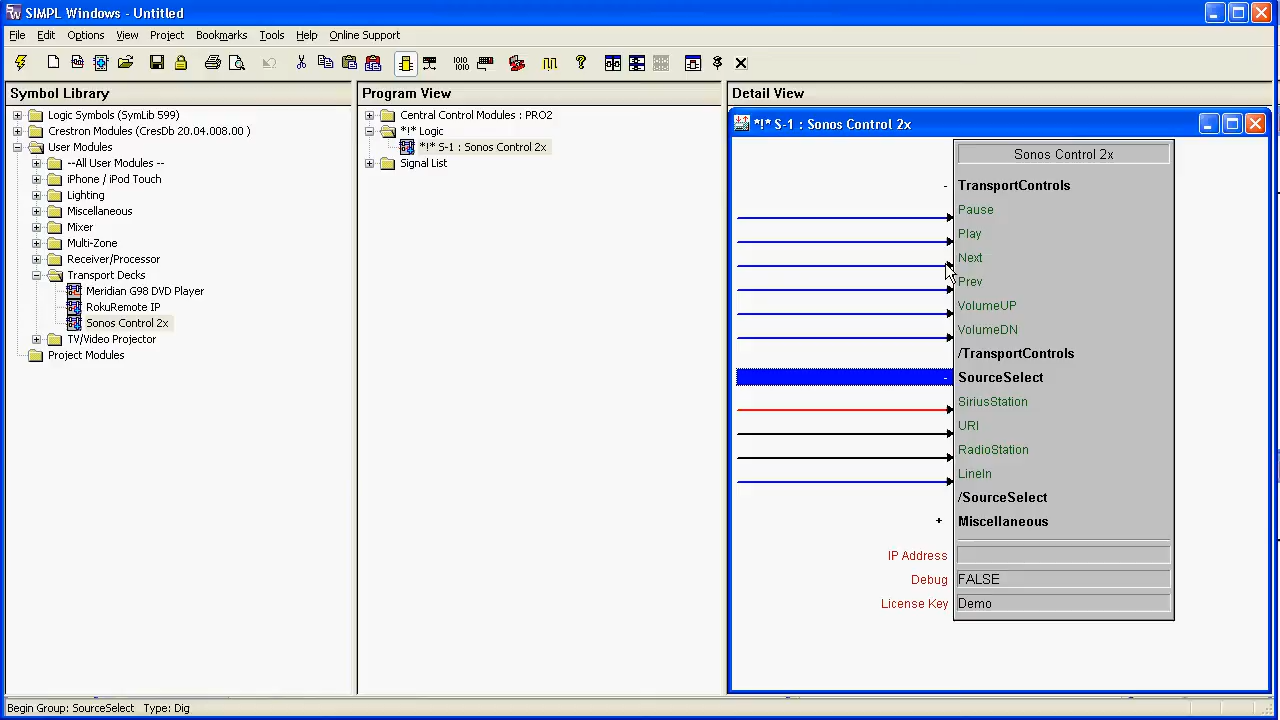 SIMPL Windows - Untitled
File Edit Options View Project Bookmarks Tools Help Online Support
Symbol Library
Logic Symbols (SymLib 599)
Crestron Modules (CresDb 20.04.008.00 )
User Modules
--All User Modules --
iPhone / iPod Touch
Lighting
Miscellaneous
Mixer
Multi-Zone
Receiver/Processor
Transport Decks
Meridian G98 DVD Player
RokuRemote IP
Sonos Control 2x
TV/Video Projector
Project Modules
Program View
Central Control Modules : PRO2
*!* Logic
*!* S-1 : Sonos Control 2x
Signal List
Detail View
*!* S-1 : Sonos Control 2x
Sonos Control 2x
- TransportControls
Pause
Play
Next
Prev
VolumeUP
VolumeDN
/TransportControls
- SourceSelect
SiriusStation
URI
RadioStation
LineIn
/SourceSelect
+ Miscellaneous
IP Address
Debug FALSE
License Key Demo
Begin Group: SourceSelect Type: Dig